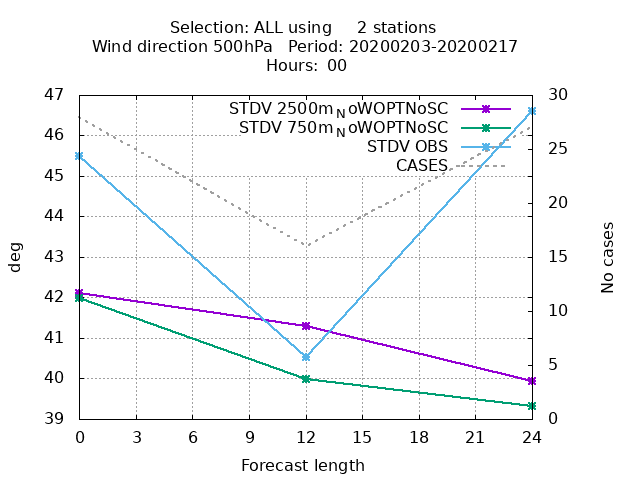 Selection: ALL using     2 stations
Wind direction 500hPa   Period: 20200203-20200217
Hours:  00
47 30
46 25
45 20
44
43 15
42 10
41
40 5
39 0
deg
No cases
STDV 2500m_NoWOPTNoSC
STDV 750m_NoWOPTNoSC
STDV OBS
CASES
0 3 6 9 12 15 18 21 24
Forecast length